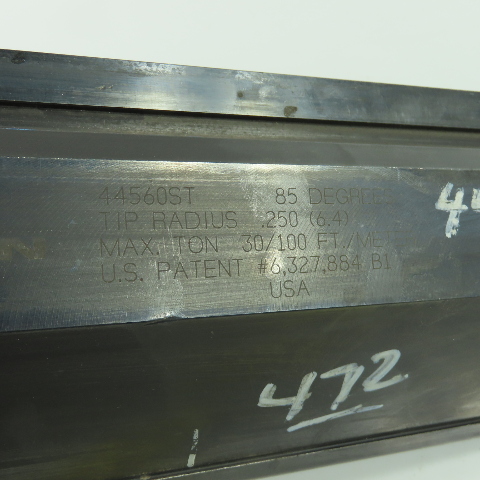 44560ST 85 DEGREES
TIP RADIUS .250 (6.4)
MAX. TON 30/100 FT./ME
U.S. PATENT #6,327,884 B1
USA
472